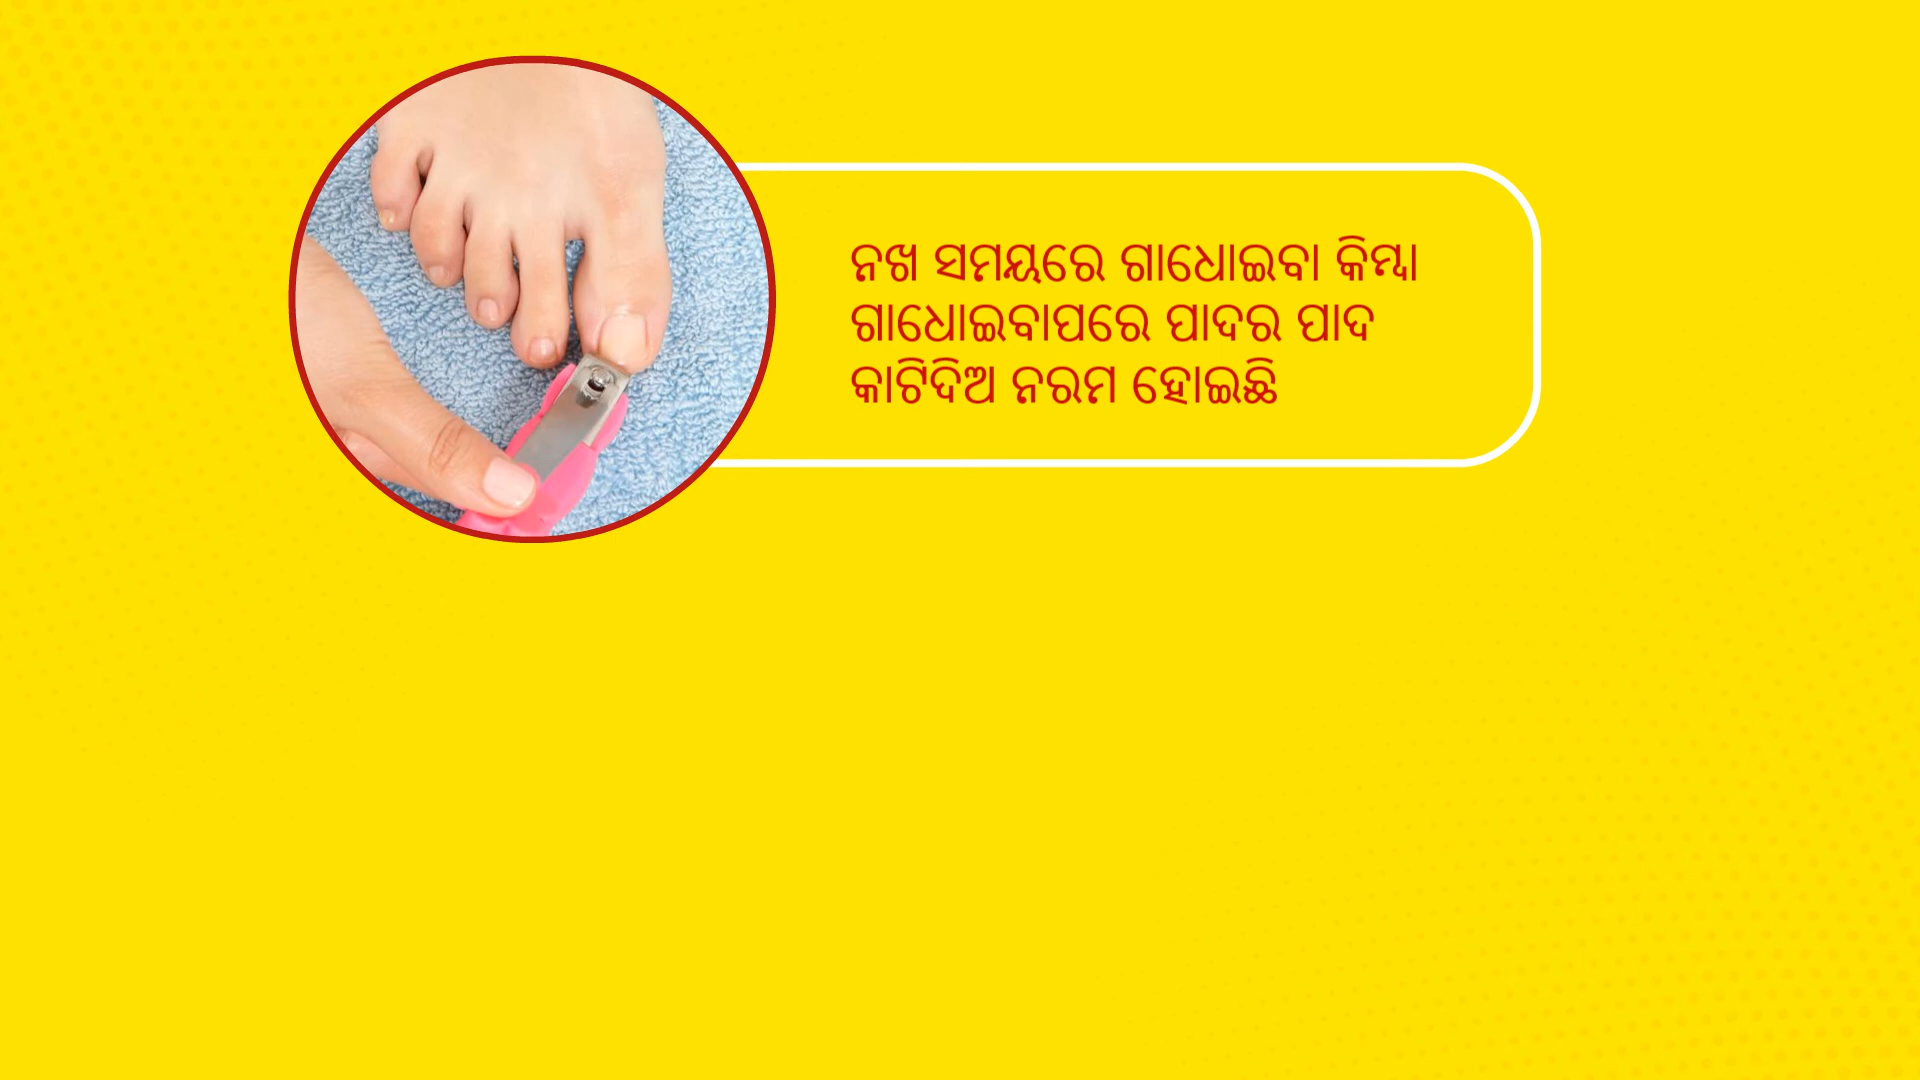 ନଖ ସମୟରେ ଗାଧୋଇବା କିମ୍ବା
ଗାଧୋଇବାପରେ ପାଦର ପାଦ
କାଟିଦିଅ ନରମ ହୋଇଛି